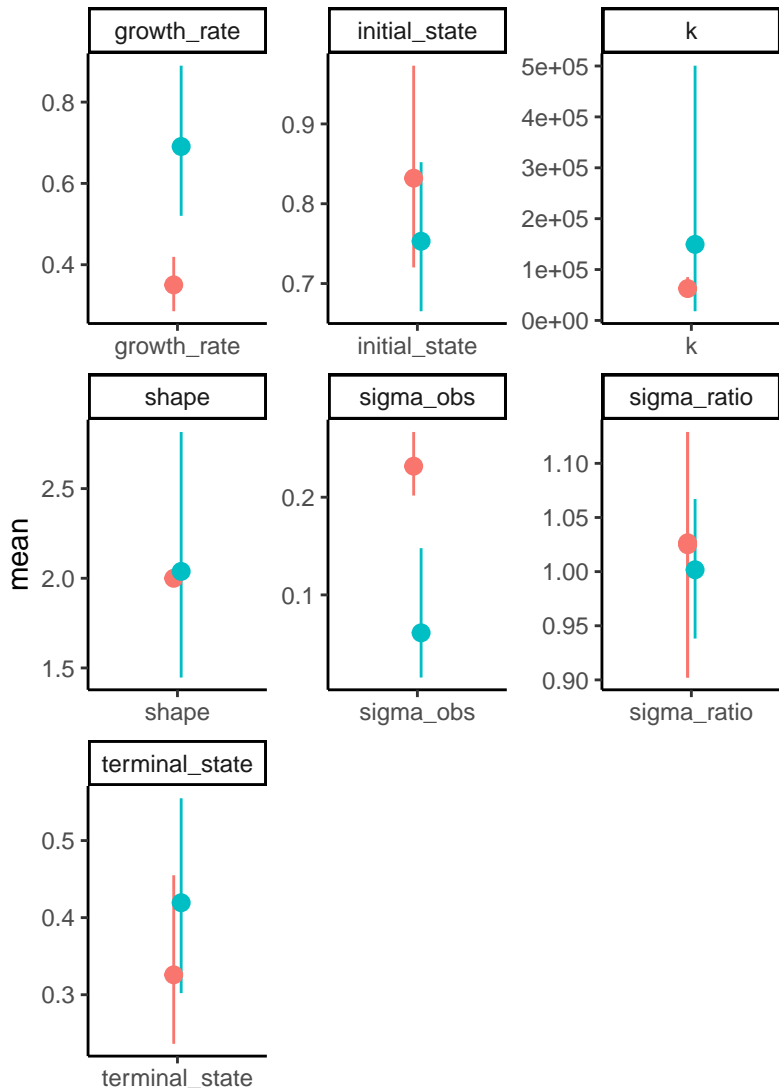 growth_rate
initial_state
k
0.8
0.6
0.4
0.9
0.8
0.7
5e+05
4e+05
3e+05
2e+05
1e+05
0e+00
growth_rate
initial_state
k
shape
sigma_obs
sigma_ratio
mean
2.5
2.0
1.5
0.2
0.1
1.10
1.05
1.00
0.95
0.90
shape
sigma_obs
sigma_ratio
terminal_state
0.5
0.4
0.3
terminal_state